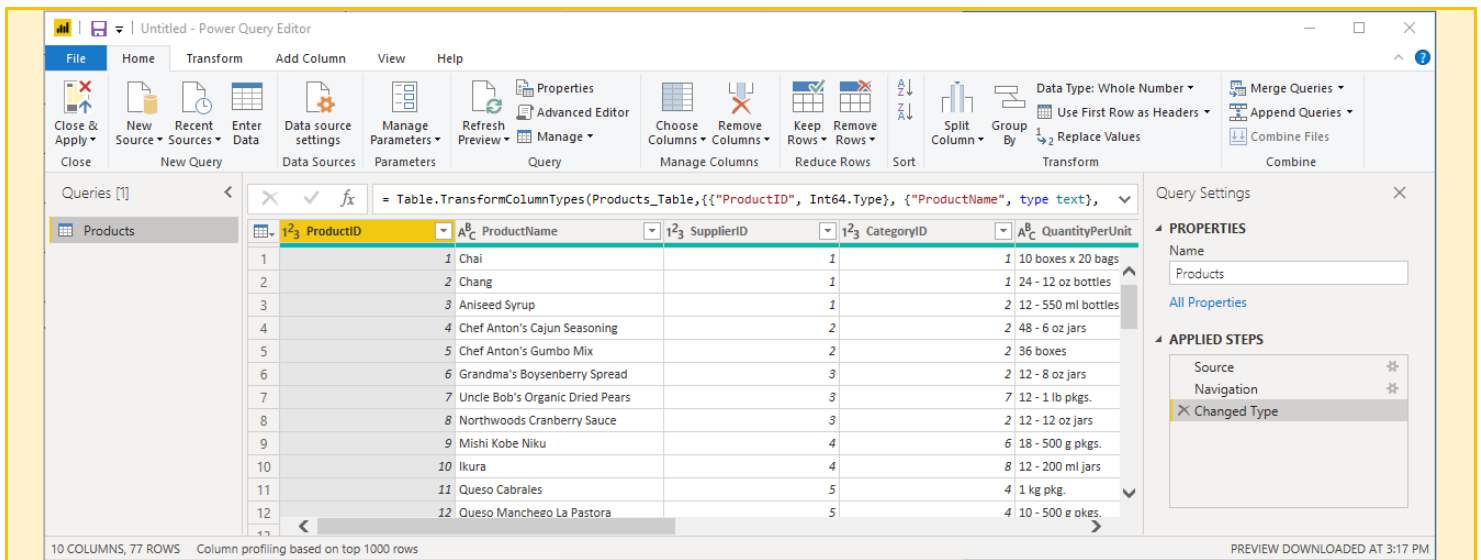 Untitled - Power Query Editor
File Home Transform Add Column View Help
Close & Apply
New Source
Recent Sources
Enter Data
Data source settings
Manage Parameters
Refresh Preview
Properties
Advanced Editor
Manage
Choose Columns
Remove Columns
Keep Rows
Remove Rows
Split Column
Group By
Data Type: Whole Number
Use First Row as Headers
Replace Values
Merge Queries
Append Queries
Combine Files
Close New Query Data Sources Parameters Query Manage Columns Reduce Rows Sort Transform Combine
Queries [1]
Products
= Table.TransformColumnTypes(Products_Table,{{"ProductID", Int64.Type}, {"ProductName", type text},
ProductID ProductName SupplierID CategoryID QuantityPerUnit
1 1 Chai 1 1 10 boxes x 20 bags
2 2 Chang 1 1 24 - 12 oz bottles
3 3 Aniseed Syrup 1 2 12 - 550 ml bottles
4 4 Chef Anton's Cajun Seasoning 2 2 48 - 6 oz jars
5 5 Chef Anton's Gumbo Mix 2 2 36 boxes
6 6 Grandma's Boysenberry Spread 3 2 12 - 8 oz jars
7 7 Uncle Bob's Organic Dried Pears 3 7 12 - 1 lb pkgs.
8 8 Northwoods Cranberry Sauce 3 2 12 - 12 oz jars
9 9 Mishi Kobe Niku 4 6 18 - 500 g pkgs.
10 10 Ikura 4 8 12 - 200 ml jars
11 11 Queso Cabrales 5 4 1 kg pkg.
12 12 Queso Manchego La Pastora 5 4 10 - 500 g pkgs.
Query Settings
PROPERTIES
Name
Products
All Properties
APPLIED STEPS
Source
Navigation
Changed Type
10 COLUMNS, 77 ROWS Column profiling based on top 1000 rows
PREVIEW DOWNLOADED AT 3:17 PM